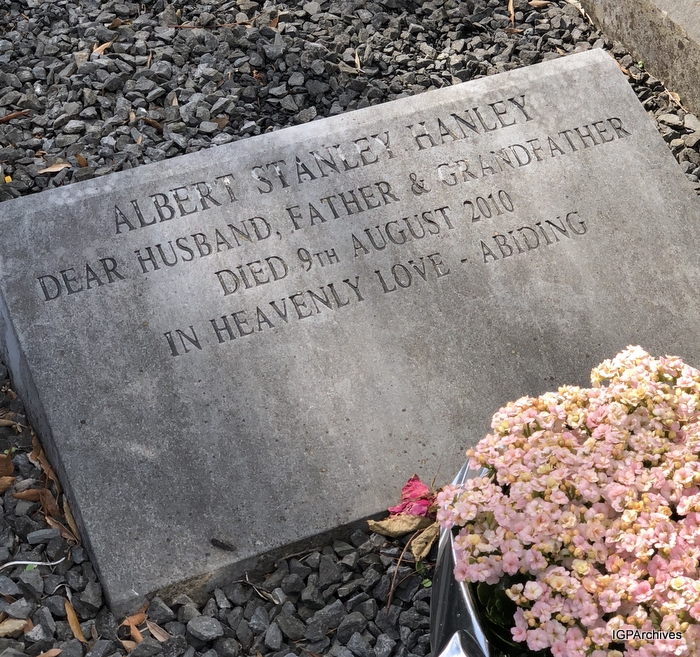 ALBERT STANLEY HANLEY
DEAR HUSBAND, FATHER & GRANDFATHER
DIED 9TH AUGUST 2010
IN HEAVENLY LOVE - ABIDING
IGPArchives